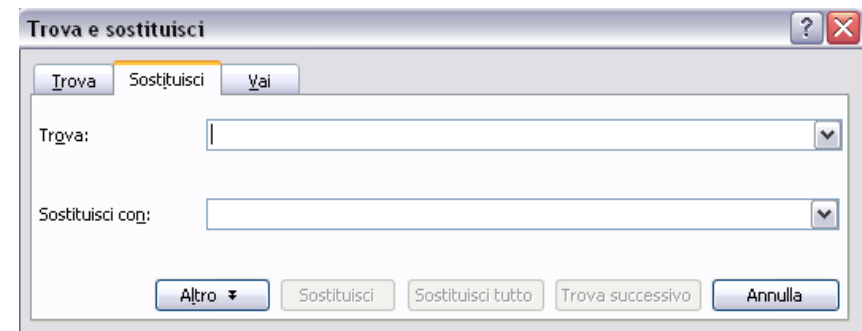 Trova e sostituisci
Trova Sostituisci Vai
Trova:
Sostituisci con:
Altro Sostituisci Sostituisci tutto Trova successivo Annulla